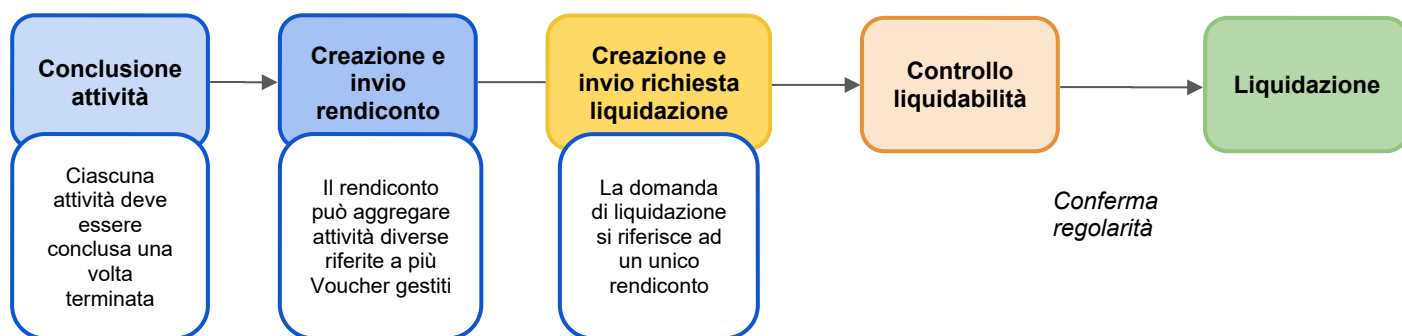 Conclusione
attività
Creazione e
invio
rendiconto
Creazione e
invio richiesta
liquidazione
Controllo
liquidabilità
Liquidazione
Ciascuna
attività deve
essere
conclusa una
volta
terminata
Il rendiconto
può aggregare
attività diverse
riferite a più
Voucher gestiti
La domanda
di liquidazione
si riferisce ad
un unico
rendiconto
Conferma
regolarità